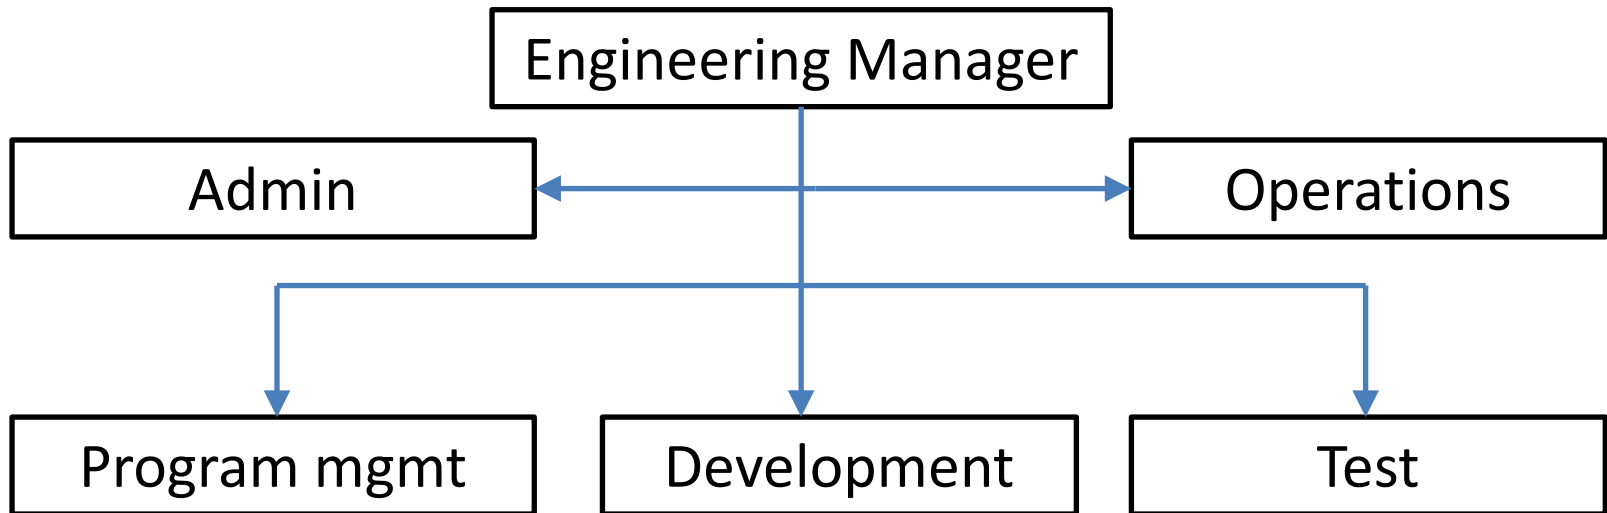 Engineering Manager
Admin
Operations
Program mgmt
Development
Test